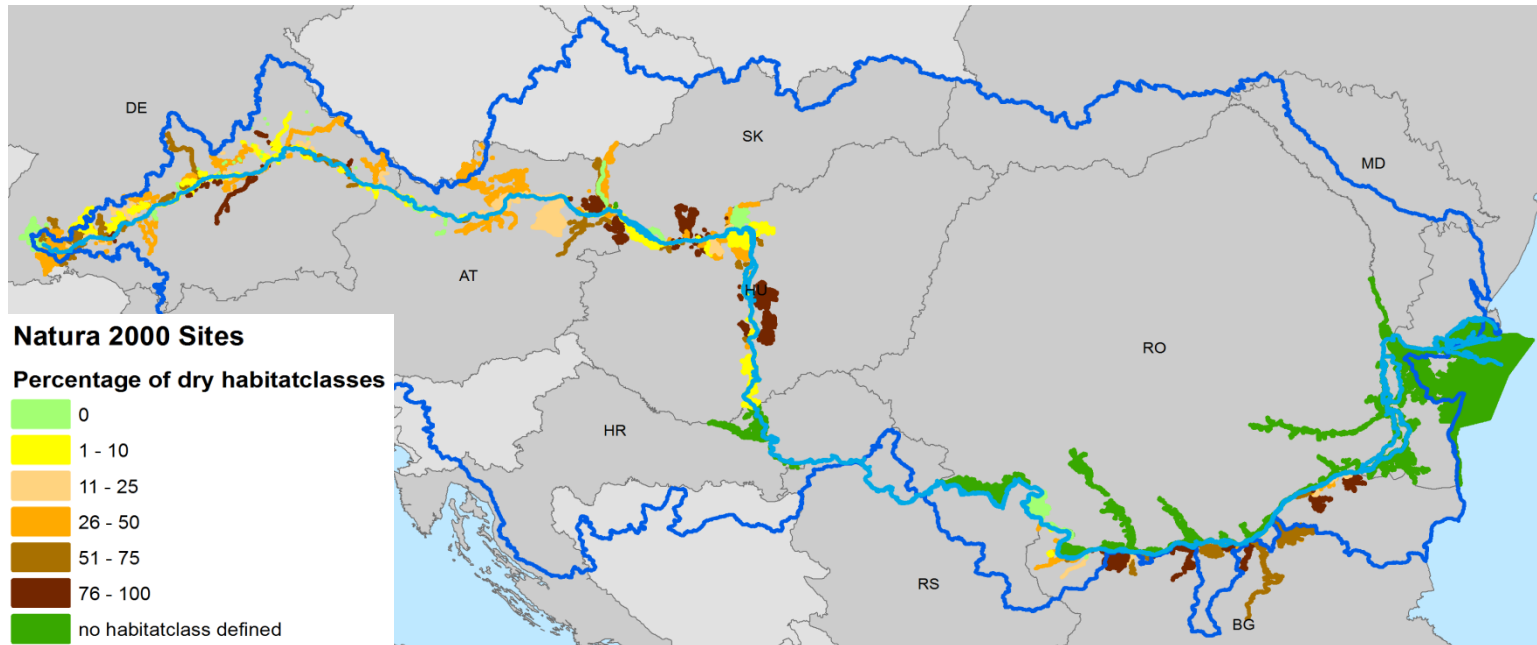 DE
SK
MD
AT
HU
RO
HR
RS
BG
Natura 2000 Sites
Percentage of dry habitatclasses
0
1 - 10
11 - 25
26 - 50
51 - 75
76 - 100
no habitatclass defined